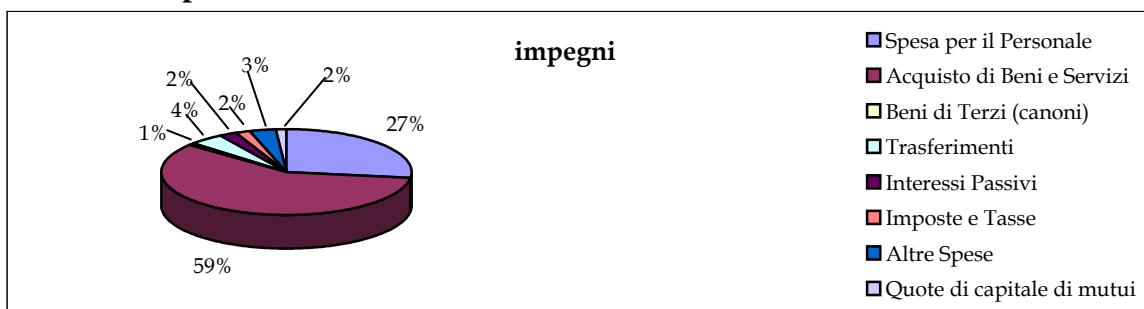 impegni
3%
2%
2%
2%
4%
1%
27%
59%
Spesa per il Personale
Acquisto di Beni e Servizi
Beni di Terzi (canoni)
Trasferimenti
Interessi Passivi
Imposte e Tasse
Altre Spese
Quote di capitale di mutui